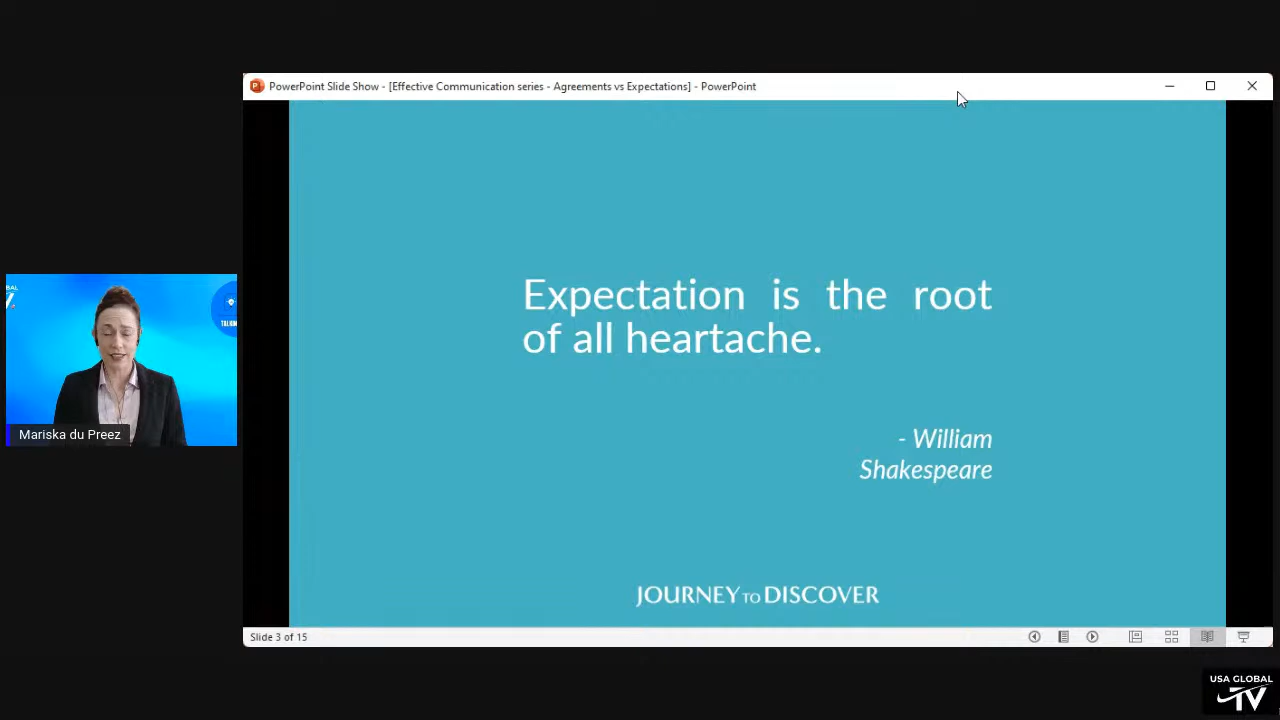 PowerPoint Slide Show - [Effective Communication series - Agreements vs Expectations] - PowerPoint
Expectation is the root
of all heartache.
- William
Shakespeare
JOURNEY TO DISCOVER
Slide 3 of 15
TALKIN
Mariska du Preez
USA GLOBAL
TV